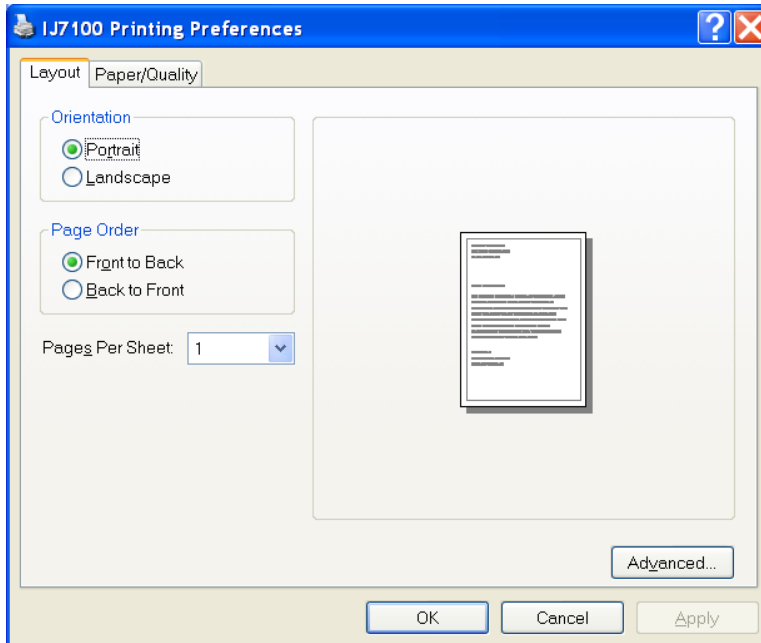 IJ7100 Printing Preferences
Layout Paper/Quality
Orientation
Portrait
Landscape
Page Order
Front to Back
Back to Front
Pages Per Sheet: 1
Advanced...
OK Cancel Apply